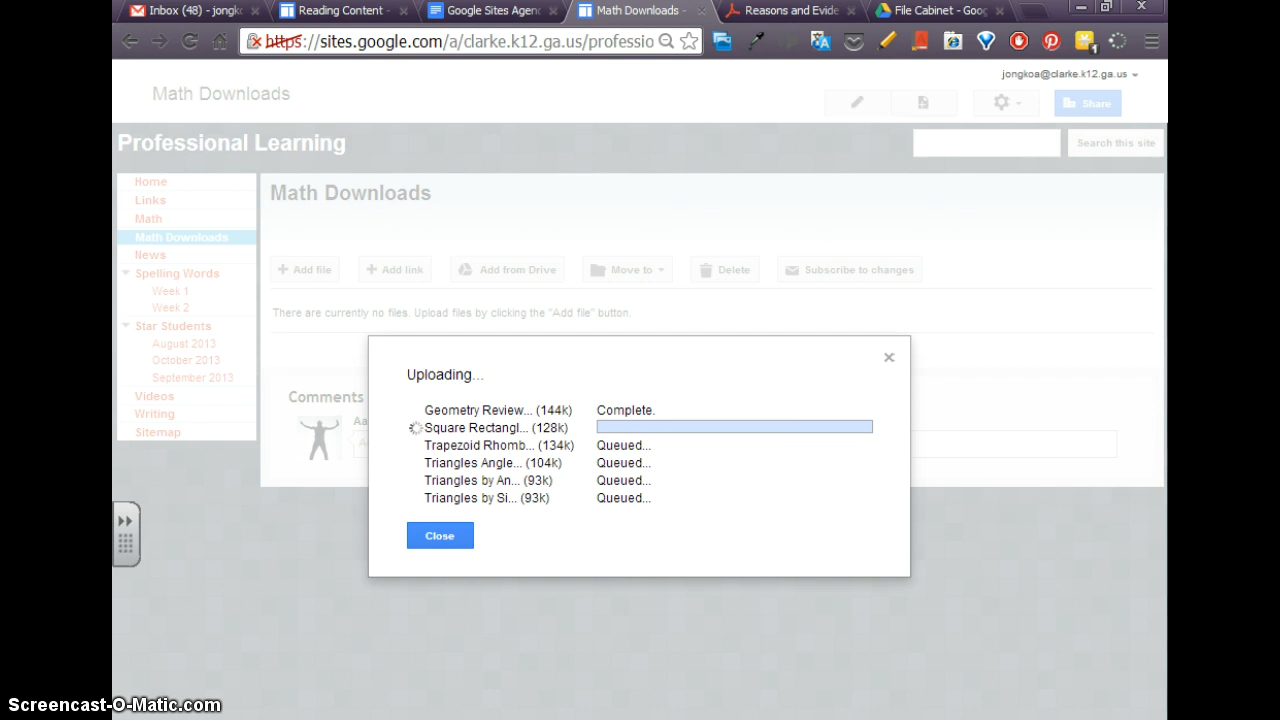 Inbox (48) - jongko
Reading Content -
Google Sites Agen
Math Downloads -
Reasons and Evide
File Cabinet - Goo
https://sites.google.com/a/clarke.k12.ga.us/professio
1
jongkoa@clarke.k12.ga.us
Math Downloads
Share
Professional Learning
Search this site
Home
Links
Math
Math Downloads
News
Spelling Words
Week 1
Week 2
Star Students
August 2013
October 2013
September 2013
Videos
Writing
Sitemap
Math Downloads
+ Add file
+ Add link
Add from Drive
Move to
Delete
Subscribe to changes
There are currently no files. Upload files by clicking the "Add file" button.
Comments
Aa
Uploading...
Geometry Review... (144k) Complete.
Square Rectangl... (128k)
Trapezoid Rhomb... (134k) Queued...
Triangles Angle... (104k) Queued...
Triangles by An... (93k) Queued...
Triangles by Si... (93k) Queued...
Close
Screencast-O-Matic.com